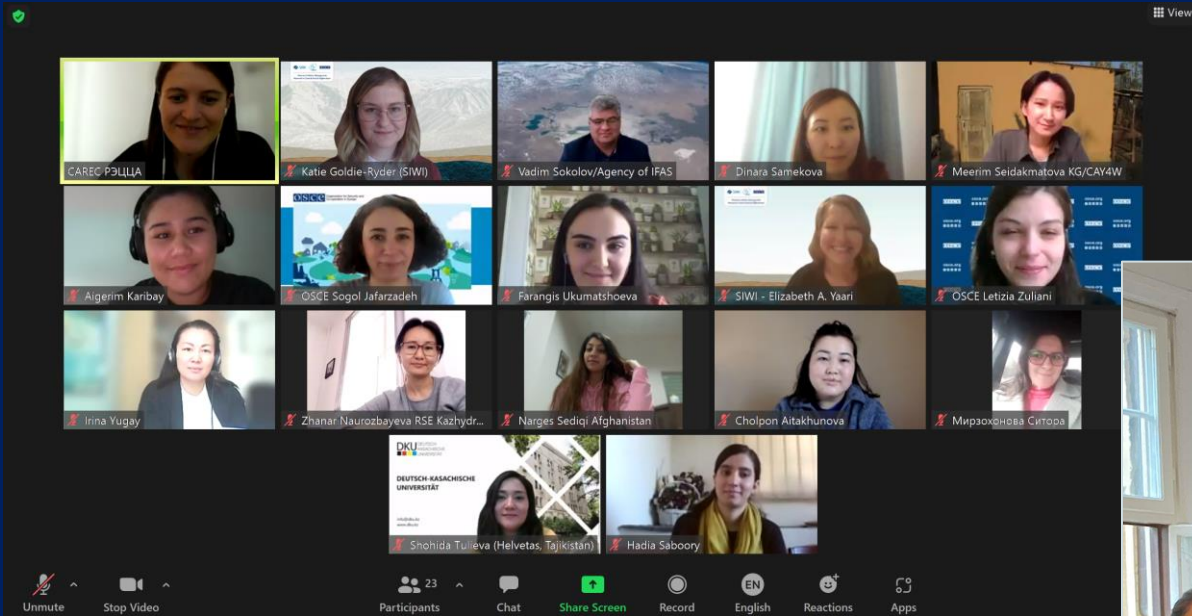 View
CAREC РЭЦЦА
Katie Goldie-Ryder (SIWI)
Vadim Sokolov/Agency of IFAS
Dinara Samekova
Meerim Seidakmatova KG/CAY4W
OSCE
Aigerim Karibay
OSCE Sogol Jafarzadeh
Farangis Ukumatshoeva
SIWI - Elizabeth A. Yaari
OSCE Letizia Zuliani
Irina Yugay
Zhanar Naurozbayeva RSE Kazhydr...
Narges Sediqi Afghanistan
Cholpon Aitakhunova
Мирзохонова Ситора
DKU
DEUTSCH-KASACHISCHE
UNIVERSITÄT
Shohida Tulieva (Helvetas, Tajikistan)
Hadia Saboory
23
EN
Unmute
Stop Video
Participants
Chat
Share Screen
Record
English
Reactions
Apps